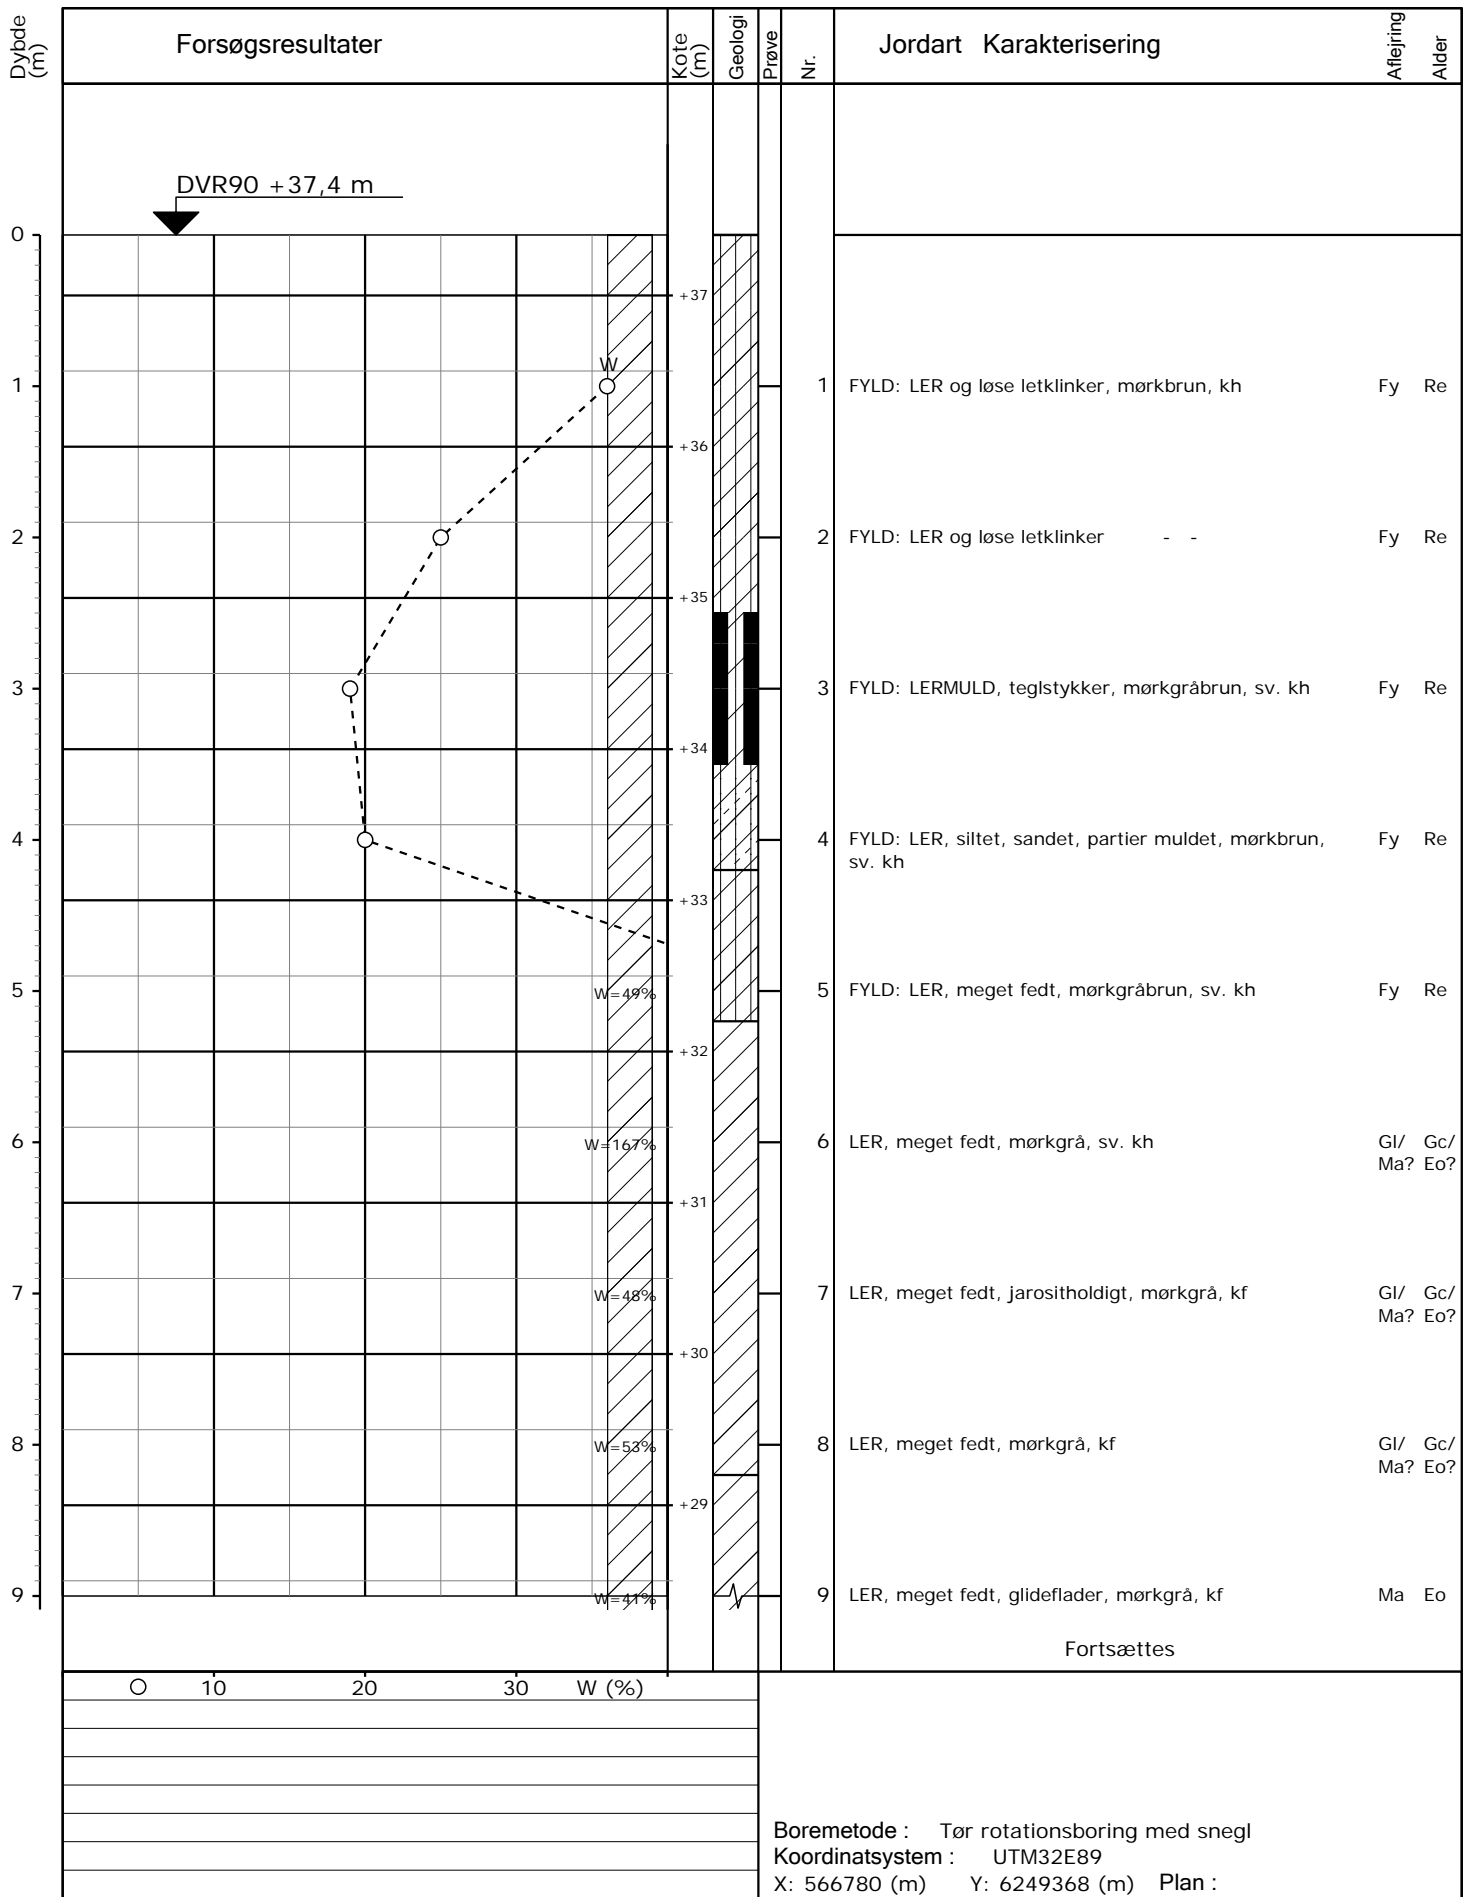 Dybde (m) Forsøgsresultater Kote (m) Geologi Prøve Nr. Jordart Karakterisering Aflejring Alder
DVR90 +37,4 m
0
+37
W
1 1 FYLD: LER og løse letklinker, mørkbrun, kh Fy Re
+36
2 2 FYLD: LER og løse letklinker - - Fy Re
+35
3 3 FYLD: LERMULD, teglstykker, mørkgråbrun, sv. kh Fy Re
+34
4 4 FYLD: LER, siltet, sandet, partier muldet, mørkbrun, Fy Re
sv. kh
+33
5 W=49% 5 FYLD: LER, meget fedt, mørkgråbrun, sv. kh Fy Re
+32
6 W=167% 6 LER, meget fedt, mørkgrå, sv. kh Gl/ Gc/
Ma? Eo?
+31
7 W=48% 7 LER, meget fedt, jarositholdigt, mørkgrå, kf Gl/ Gc/
Ma? Eo?
+30
8 W=53% 8 LER, meget fedt, mørkgrå, kf Gl/ Gc/
Ma? Eo?
+29
9 W=41% 9 LER, meget fedt, glideflader, mørkgrå, kf Ma Eo
Fortsættes
10 20 30 W (%)
Boremetode : Tør rotationsboring med snegl
Koordinatsystem : UTM32E89
X: 566780 (m) Y: 6249368 (m) Plan :